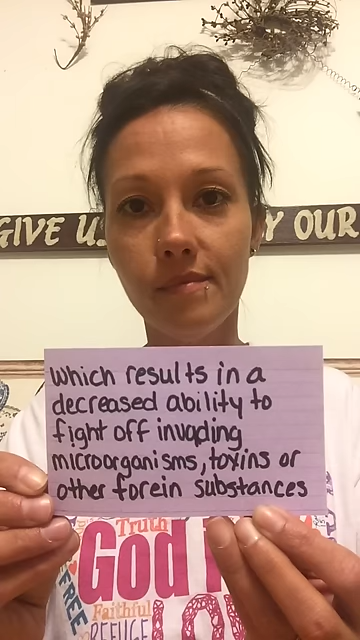 GIVE U
Y OUR
which results in a
decreased ability to
fight off invading
microorganisms, toxins or
other forein substances
Truth
God
FREE
Faithful
REFUGE